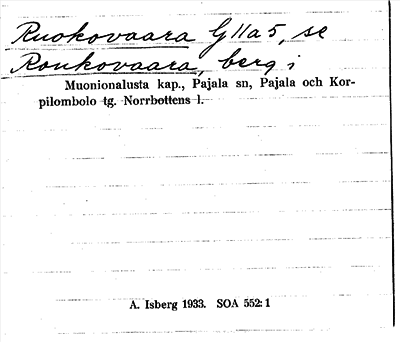 Ruokovaara G11a5, se
Roukovaara, berg i
Muonionalusta kap., Pajala sn, Pajala och Kor-
pilombolo tg. Norrbottens l.
A. Isberg 1933. SOA 552: 1